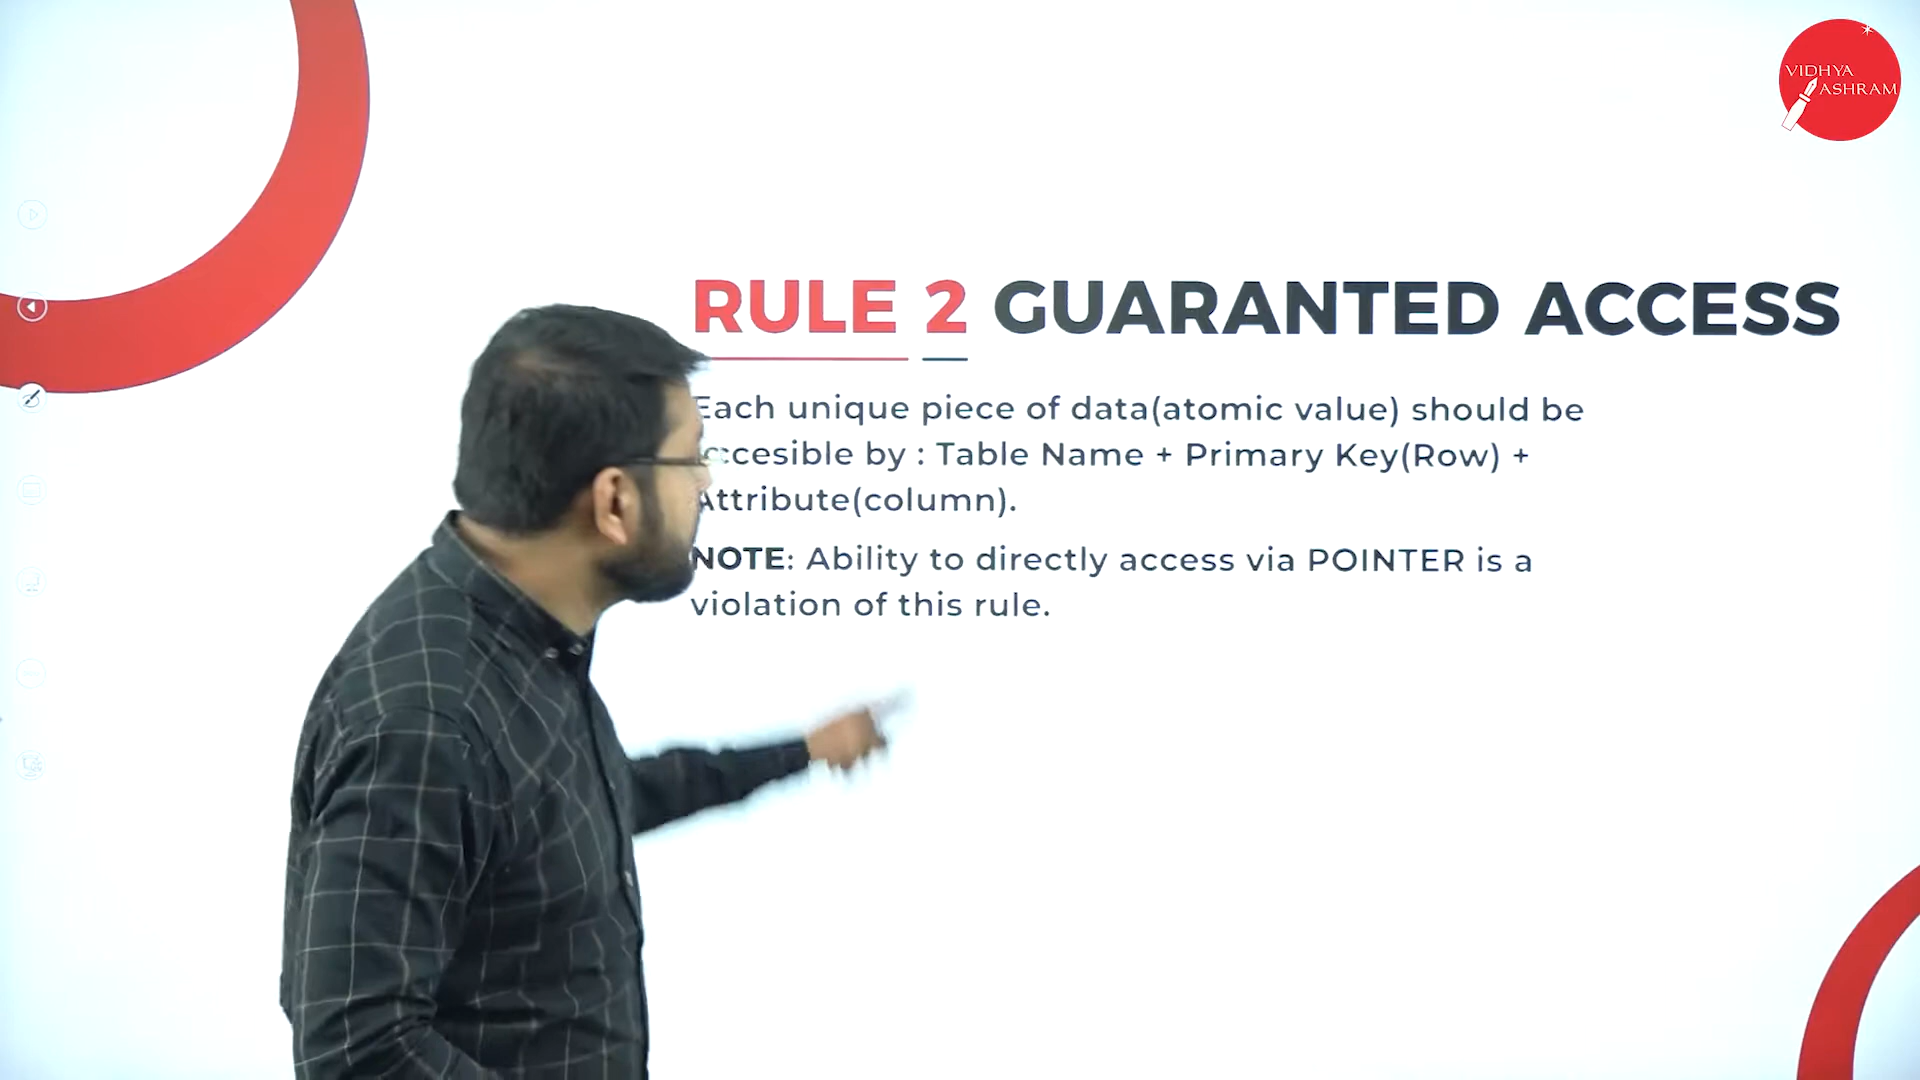 VIDHYA
ASHRAM
RULE 2 GUARANTED ACCESS
Each unique piece of data(atomic value) should be
accesible by : Table Name + Primary Key(Row) +
Attribute(column).
NOTE: Ability to directly access via POINTER is a
violation of this rule.